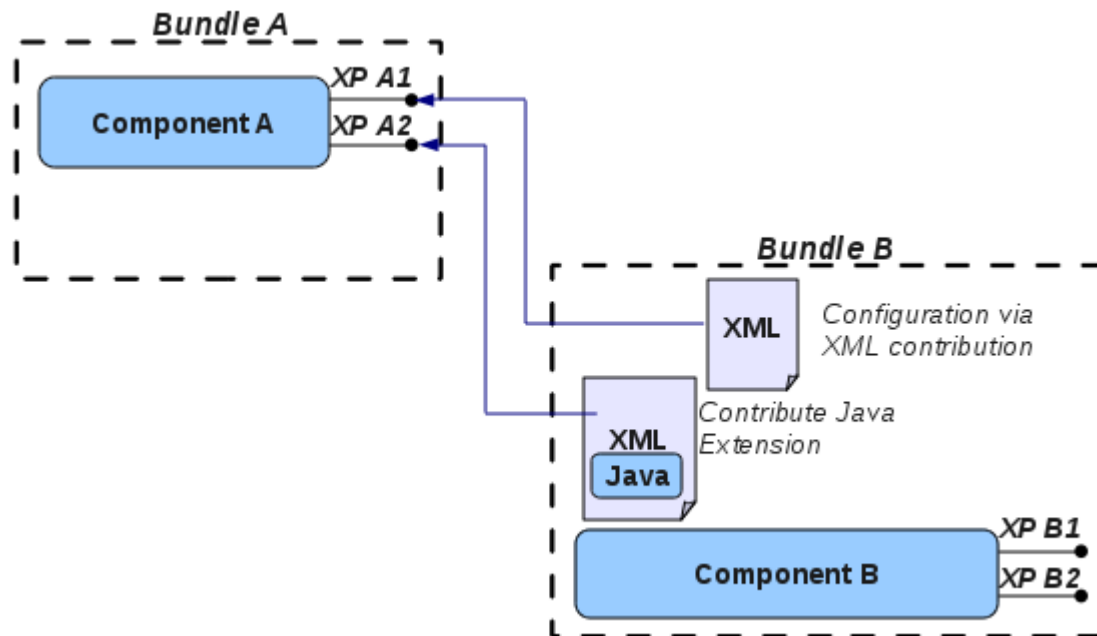 Bundle A
XP A1
Component A
XP A2
Bundle B
XML
Configuration via
XML contribution
Contribute Java
Extension
XML
Java
XP B1
Component B
XP B2